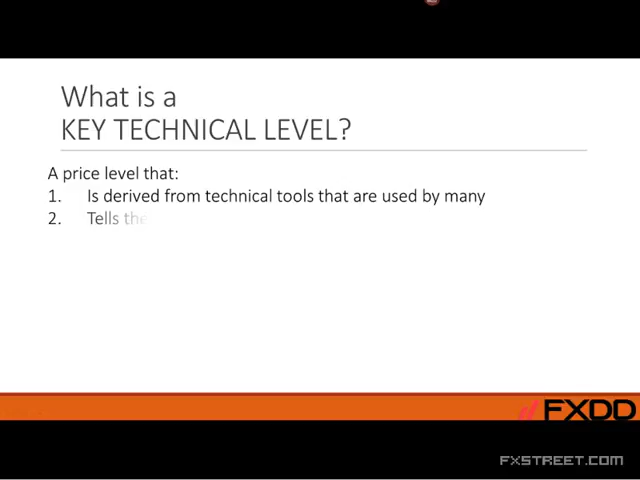 What is a
KEY TECHNICAL LEVEL?
A price level that:
1. Is derived from technical tools that are used by many
2. Tells the
FXDD
FXSTREET.COM